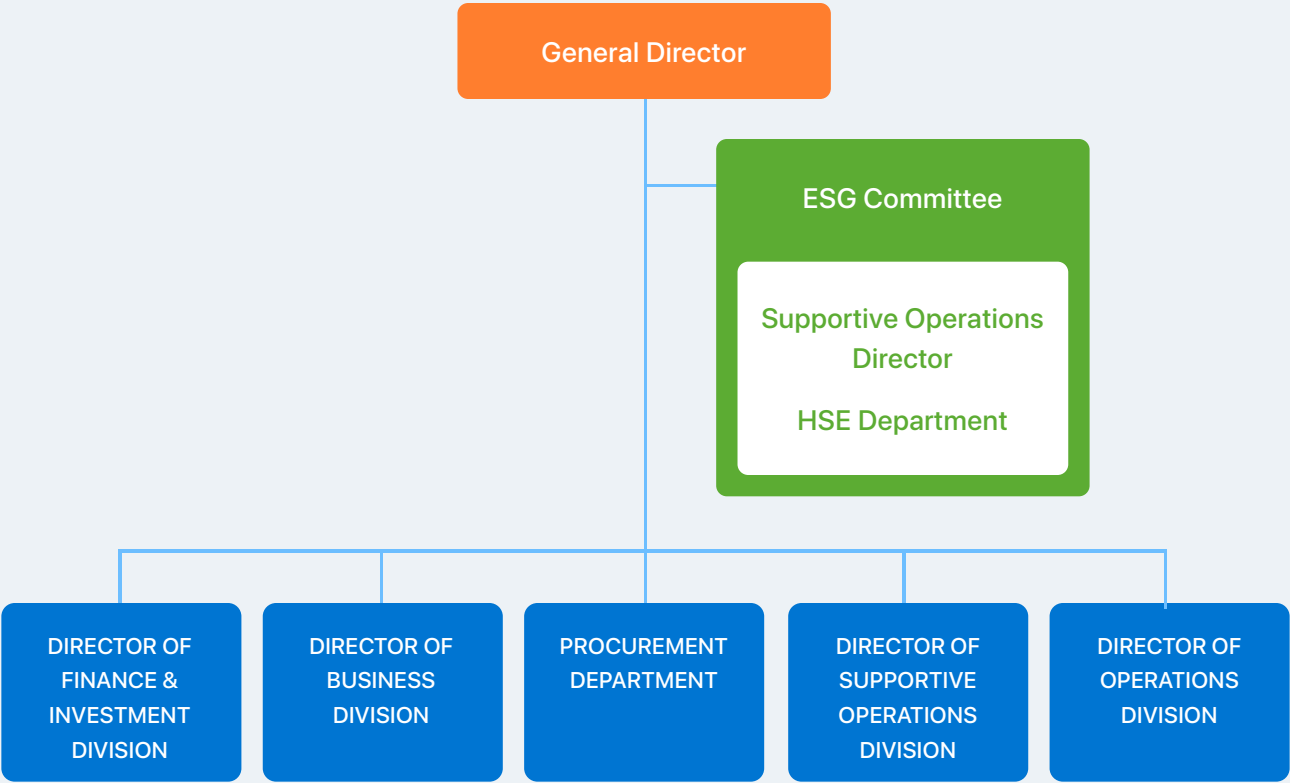 General Director
ESG Committee
Supportive Operations
Director
HSE Department
DIRECTOR OF
FINANCE &
INVESTMENT
DIVISION
DIRECTOR OF
BUSINESS
DIVISION
PROCUREMENT
DEPARTMENT
DIRECTOR OF
SUPPORTIVE
OPERATIONS
DIVISION
DIRECTOR OF
OPERATIONS
DIVISION